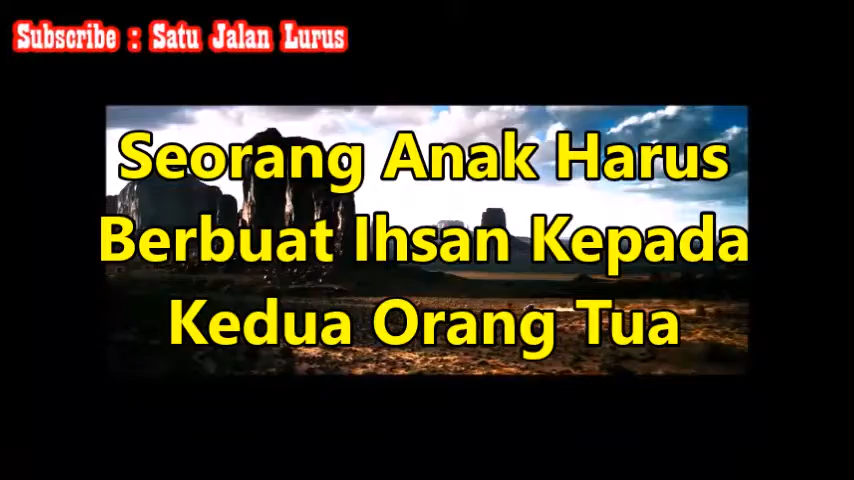 Subscribe : Satu Jalan Lurus
Seorang Anak Harus
Berbuat Ihsan Kepada
Kedua Orang Tua